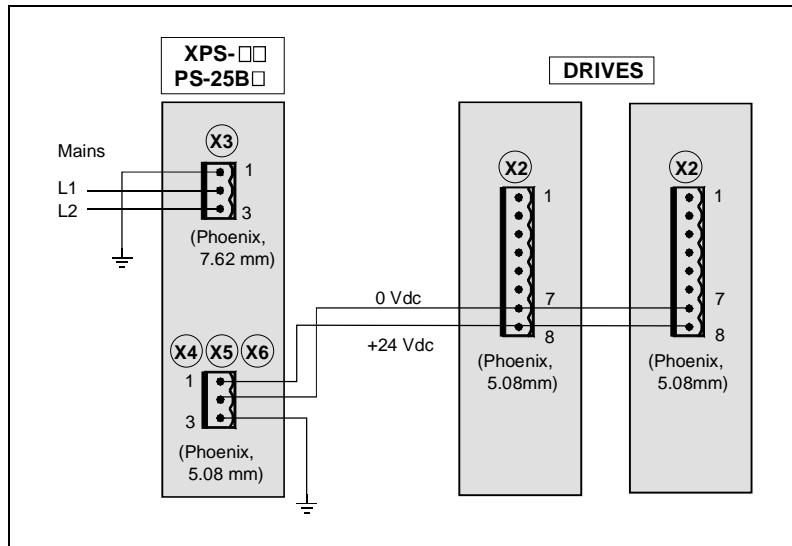 XPS-□□
PS-25B□
DRIVES
X3
Mains
1
L1
L2
3
(Phoenix,
7.62 mm)
X2
1
7
8
(Phoenix,
5.08mm)
X2
1
7
8
(Phoenix,
5.08mm)
0 Vdc
+24 Vdc
X4 X5 X6
1
3
(Phoenix,
5.08 mm)